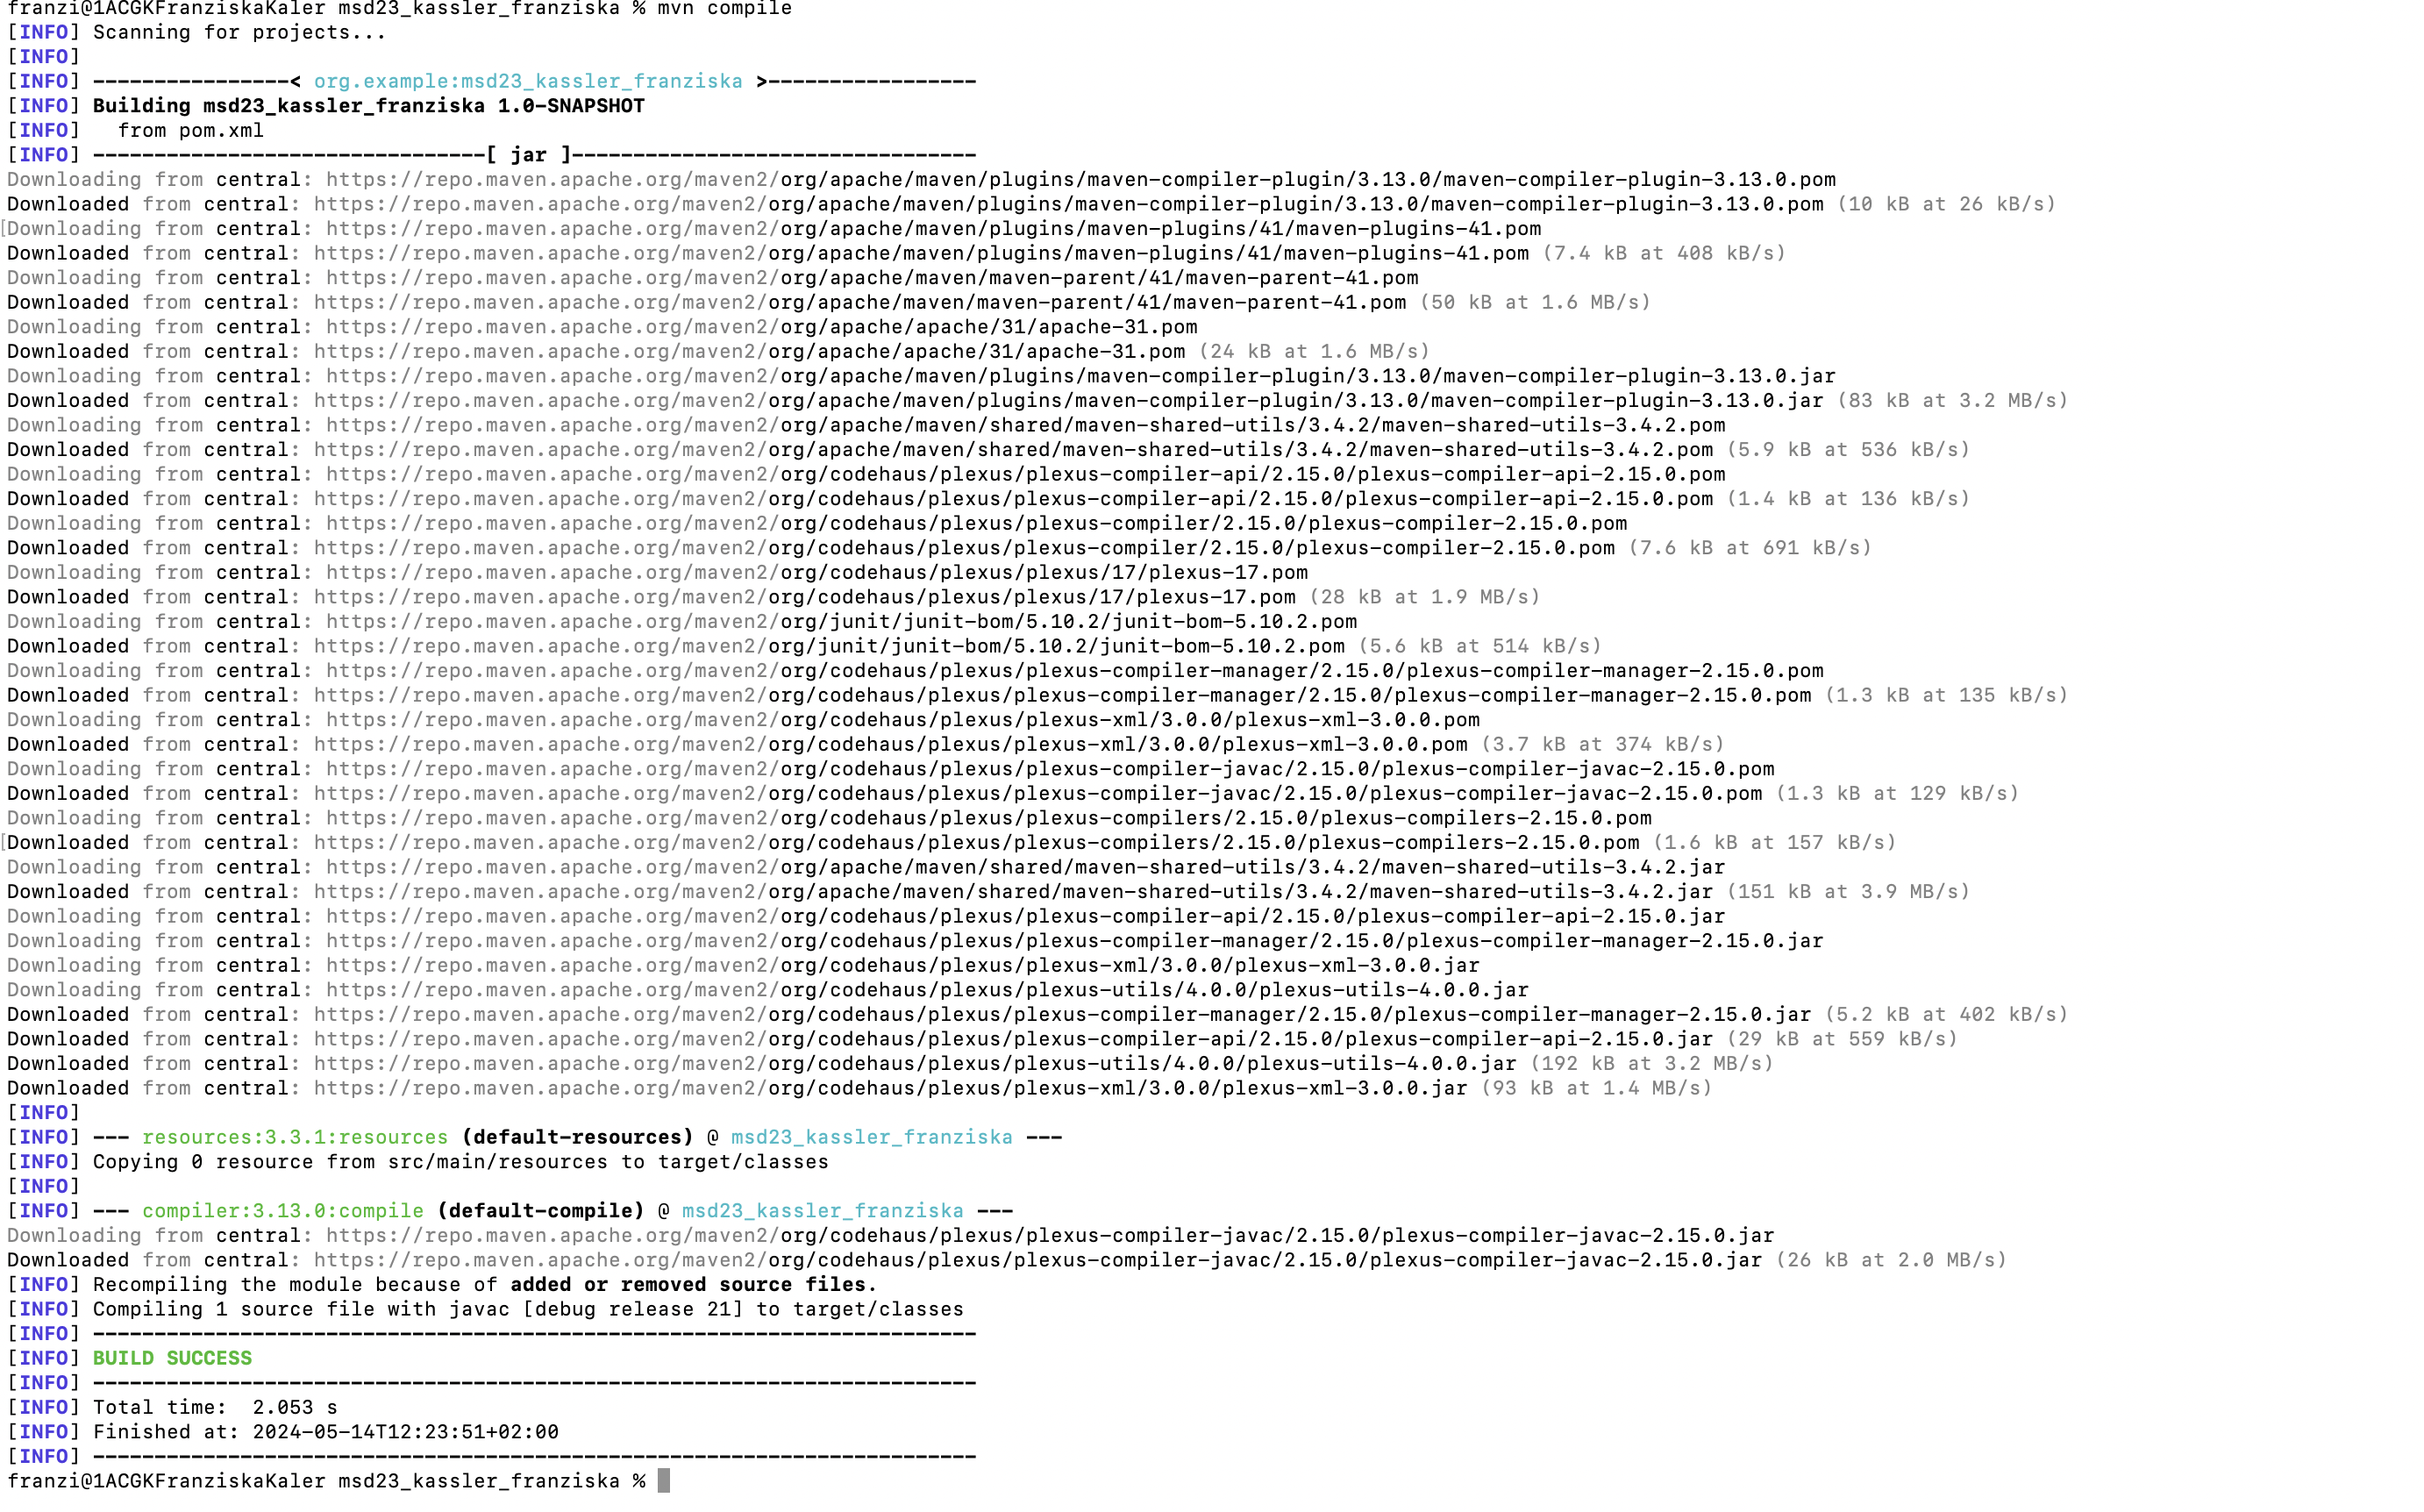 franzi@1ACGKFranziskaKaler msd23_kassler_franziska % mvn compile
[INFO] Scanning for projects...
[INFO]
[INFO] ----------------< org.example:msd23_kassler_franziska >-----------------
[INFO] Building msd23_kassler_franziska 1.0-SNAPSHOT
[INFO]   from pom.xml
[INFO] --------------------------------[ jar ]---------------------------------
Downloading from central: https://repo.maven.apache.org/maven2/org/apache/maven/plugins/maven-compiler-plugin/3.13.0/maven-compiler-plugin-3.13.0.pom
Downloaded from central: https://repo.maven.apache.org/maven2/org/apache/maven/plugins/maven-compiler-plugin/3.13.0/maven-compiler-plugin-3.13.0.pom (10 kB at 26 kB/s)
[Downloading from central: https://repo.maven.apache.org/maven2/org/apache/maven/plugins/maven-plugins/41/maven-plugins-41.pom
Downloaded from central: https://repo.maven.apache.org/maven2/org/apache/maven/plugins/maven-plugins/41/maven-plugins-41.pom (7.4 kB at 408 kB/s)
Downloading from central: https://repo.maven.apache.org/maven2/org/apache/maven/maven-parent/41/maven-parent-41.pom
Downloaded from central: https://repo.maven.apache.org/maven2/org/apache/maven/maven-parent/41/maven-parent-41.pom (50 kB at 1.6 MB/s)
Downloading from central: https://repo.maven.apache.org/maven2/org/apache/apache/31/apache-31.pom
Downloaded from central: https://repo.maven.apache.org/maven2/org/apache/apache/31/apache-31.pom (24 kB at 1.6 MB/s)
Downloading from central: https://repo.maven.apache.org/maven2/org/apache/maven/plugins/maven-compiler-plugin/3.13.0/maven-compiler-plugin-3.13.0.jar
Downloaded from central: https://repo.maven.apache.org/maven2/org/apache/maven/plugins/maven-compiler-plugin/3.13.0/maven-compiler-plugin-3.13.0.jar (83 kB at 3.2 MB/s)
Downloading from central: https://repo.maven.apache.org/maven2/org/apache/maven/shared/maven-shared-utils/3.4.2/maven-shared-utils-3.4.2.pom
Downloaded from central: https://repo.maven.apache.org/maven2/org/apache/maven/shared/maven-shared-utils/3.4.2/maven-shared-utils-3.4.2.pom (5.9 kB at 536 kB/s)
Downloading from central: https://repo.maven.apache.org/maven2/org/codehaus/plexus/plexus-compiler-api/2.15.0/plexus-compiler-api-2.15.0.pom
Downloaded from central: https://repo.maven.apache.org/maven2/org/codehaus/plexus/plexus-compiler-api/2.15.0/plexus-compiler-api-2.15.0.pom (1.4 kB at 136 kB/s)
Downloading from central: https://repo.maven.apache.org/maven2/org/codehaus/plexus/plexus-compiler/2.15.0/plexus-compiler-2.15.0.pom
Downloaded from central: https://repo.maven.apache.org/maven2/org/codehaus/plexus/plexus-compiler/2.15.0/plexus-compiler-2.15.0.pom (7.6 kB at 691 kB/s)
Downloading from central: https://repo.maven.apache.org/maven2/org/codehaus/plexus/plexus/17/plexus-17.pom
Downloaded from central: https://repo.maven.apache.org/maven2/org/codehaus/plexus/plexus/17/plexus-17.pom (28 kB at 1.9 MB/s)
Downloading from central: https://repo.maven.apache.org/maven2/org/junit/junit-bom/5.10.2/junit-bom-5.10.2.pom
Downloaded from central: https://repo.maven.apache.org/maven2/org/junit/junit-bom/5.10.2/junit-bom-5.10.2.pom (5.6 kB at 514 kB/s)
Downloading from central: https://repo.maven.apache.org/maven2/org/codehaus/plexus/plexus-compiler-manager/2.15.0/plexus-compiler-manager-2.15.0.pom
Downloaded from central: https://repo.maven.apache.org/maven2/org/codehaus/plexus/plexus-compiler-manager/2.15.0/plexus-compiler-manager-2.15.0.pom (1.3 kB at 135 kB/s)
Downloading from central: https://repo.maven.apache.org/maven2/org/codehaus/plexus/plexus-xml/3.0.0/plexus-xml-3.0.0.pom
Downloaded from central: https://repo.maven.apache.org/maven2/org/codehaus/plexus/plexus-xml/3.0.0/plexus-xml-3.0.0.pom (3.7 kB at 374 kB/s)
Downloading from central: https://repo.maven.apache.org/maven2/org/codehaus/plexus/plexus-compiler-javac/2.15.0/plexus-compiler-javac-2.15.0.pom
Downloaded from central: https://repo.maven.apache.org/maven2/org/codehaus/plexus/plexus-compiler-javac/2.15.0/plexus-compiler-javac-2.15.0.pom (1.3 kB at 129 kB/s)
Downloading from central: https://repo.maven.apache.org/maven2/org/codehaus/plexus/plexus-compilers/2.15.0/plexus-compilers-2.15.0.pom
[Downloaded from central: https://repo.maven.apache.org/maven2/org/codehaus/plexus/plexus-compilers/2.15.0/plexus-compilers-2.15.0.pom (1.6 kB at 157 kB/s)
Downloading from central: https://repo.maven.apache.org/maven2/org/apache/maven/shared/maven-shared-utils/3.4.2/maven-shared-utils-3.4.2.jar
Downloaded from central: https://repo.maven.apache.org/maven2/org/apache/maven/shared/maven-shared-utils/3.4.2/maven-shared-utils-3.4.2.jar (151 kB at 3.9 MB/s)
Downloading from central: https://repo.maven.apache.org/maven2/org/codehaus/plexus/plexus-compiler-api/2.15.0/plexus-compiler-api-2.15.0.jar
Downloading from central: https://repo.maven.apache.org/maven2/org/codehaus/plexus/plexus-compiler-manager/2.15.0/plexus-compiler-manager-2.15.0.jar
Downloading from central: https://repo.maven.apache.org/maven2/org/codehaus/plexus/plexus-xml/3.0.0/plexus-xml-3.0.0.jar
Downloading from central: https://repo.maven.apache.org/maven2/org/codehaus/plexus/plexus-utils/4.0.0/plexus-utils-4.0.0.jar
Downloaded from central: https://repo.maven.apache.org/maven2/org/codehaus/plexus/plexus-compiler-manager/2.15.0/plexus-compiler-manager-2.15.0.jar (5.2 kB at 402 kB/s)
Downloaded from central: https://repo.maven.apache.org/maven2/org/codehaus/plexus/plexus-compiler-api/2.15.0/plexus-compiler-api-2.15.0.jar (29 kB at 559 kB/s)
Downloaded from central: https://repo.maven.apache.org/maven2/org/codehaus/plexus/plexus-utils/4.0.0/plexus-utils-4.0.0.jar (192 kB at 3.2 MB/s)
Downloaded from central: https://repo.maven.apache.org/maven2/org/codehaus/plexus/plexus-xml/3.0.0/plexus-xml-3.0.0.jar (93 kB at 1.4 MB/s)
[INFO]
[INFO] --- resources:3.3.1:resources (default-resources) @ msd23_kassler_franziska ---
[INFO] Copying 0 resource from src/main/resources to target/classes
[INFO]
[INFO] --- compiler:3.13.0:compile (default-compile) @ msd23_kassler_franziska ---
Downloading from central: https://repo.maven.apache.org/maven2/org/codehaus/plexus/plexus-compiler-javac/2.15.0/plexus-compiler-javac-2.15.0.jar
Downloaded from central: https://repo.maven.apache.org/maven2/org/codehaus/plexus/plexus-compiler-javac/2.15.0/plexus-compiler-javac-2.15.0.jar (26 kB at 2.0 MB/s)
[INFO] Recompiling the module because of added or removed source files.
[INFO] Compiling 1 source file with javac [debug release 21] to target/classes
[INFO] ------------------------------------------------------------------------
[INFO] BUILD SUCCESS
[INFO] ------------------------------------------------------------------------
[INFO] Total time:  2.053 s
[INFO] Finished at: 2024-05-14T12:23:51+02:00
[INFO] ------------------------------------------------------------------------
franzi@1ACGKFranziskaKaler msd23_kassler_franziska %